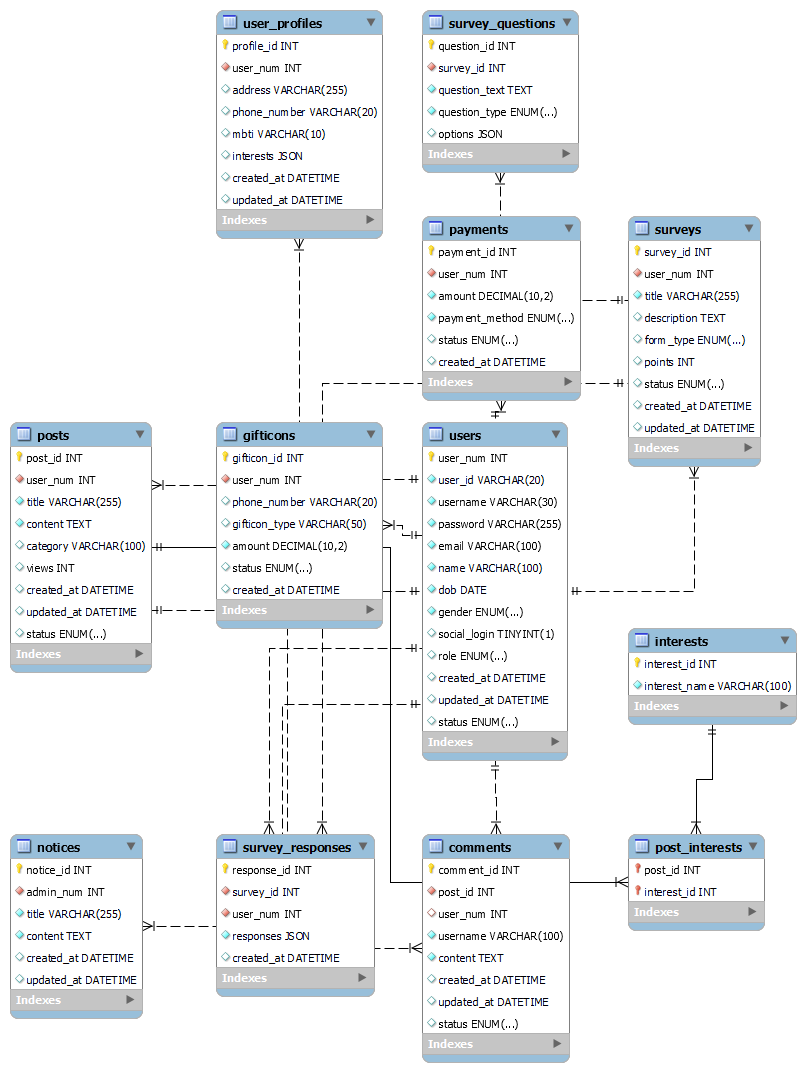 user_profiles
profile_id INT
user_num INT
address VARCHAR(255)
phone_number VARCHAR(20)
mbti VARCHAR(10)
interests JSON
created_at DATETIME
updated_at DATETIME
Indexes
survey_questions
question_id INT
survey_id INT
question_text TEXT
question_type ENUM(...)
options JSON
Indexes
payments
payment_id INT
user_num INT
amount DECIMAL(10,2)
payment_method ENUM(...)
status ENUM(...)
created_at DATETIME
Indexes
surveys
survey_id INT
user_num INT
title VARCHAR(255)
description TEXT
form_type ENUM(...)
points INT
status ENUM(...)
created_at DATETIME
updated_at DATETIME
Indexes
posts
post_id INT
user_num INT
title VARCHAR(255)
content TEXT
category VARCHAR(100)
views INT
created_at DATETIME
updated_at DATETIME
status ENUM(...)
Indexes
gifticons
gifticon_id INT
user_num INT
phone_number VARCHAR(20)
gifticon_type VARCHAR(50)
amount DECIMAL(10,2)
status ENUM(...)
created_at DATETIME
Indexes
users
user_num INT
user_id VARCHAR(20)
username VARCHAR(30)
password VARCHAR(255)
email VARCHAR(100)
name VARCHAR(100)
dob DATE
gender ENUM(...)
social_login TINYINT(1)
role ENUM(...)
created_at DATETIME
updated_at DATETIME
status ENUM(...)
Indexes
interests
interest_id INT
interest_name VARCHAR(100)
Indexes
notices
notice_id INT
admin_num INT
title VARCHAR(255)
content TEXT
created_at DATETIME
updated_at DATETIME
Indexes
survey_responses
response_id INT
survey_id INT
user_num INT
responses JSON
created_at DATETIME
Indexes
comments
comment_id INT
post_id INT
user_num INT
username VARCHAR(100)
content TEXT
created_at DATETIME
updated_at DATETIME
status ENUM(...)
Indexes
post_interests
post_id INT
interest_id INT
Indexes